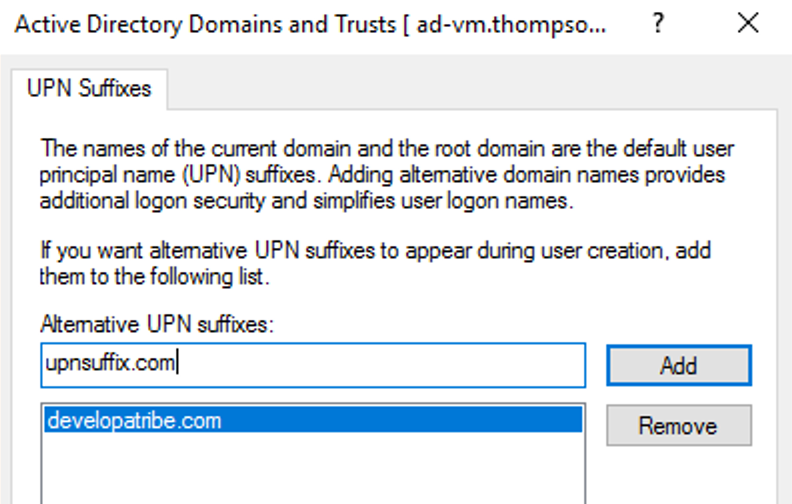 Active Directory Domains and Trusts [ ad-vm.thompso... ?
UPN Suffixes
The names of the current domain and the root domain are the default user
principal name (UPN) suffixes. Adding alternative domain names provides
additional logon security and simplifies user logon names.
If you want alternative UPN suffixes to appear during user creation, add
them to the following list.
Alternative UPN suffixes:
upnsuffix.com
Add
developatribe.com
Remove